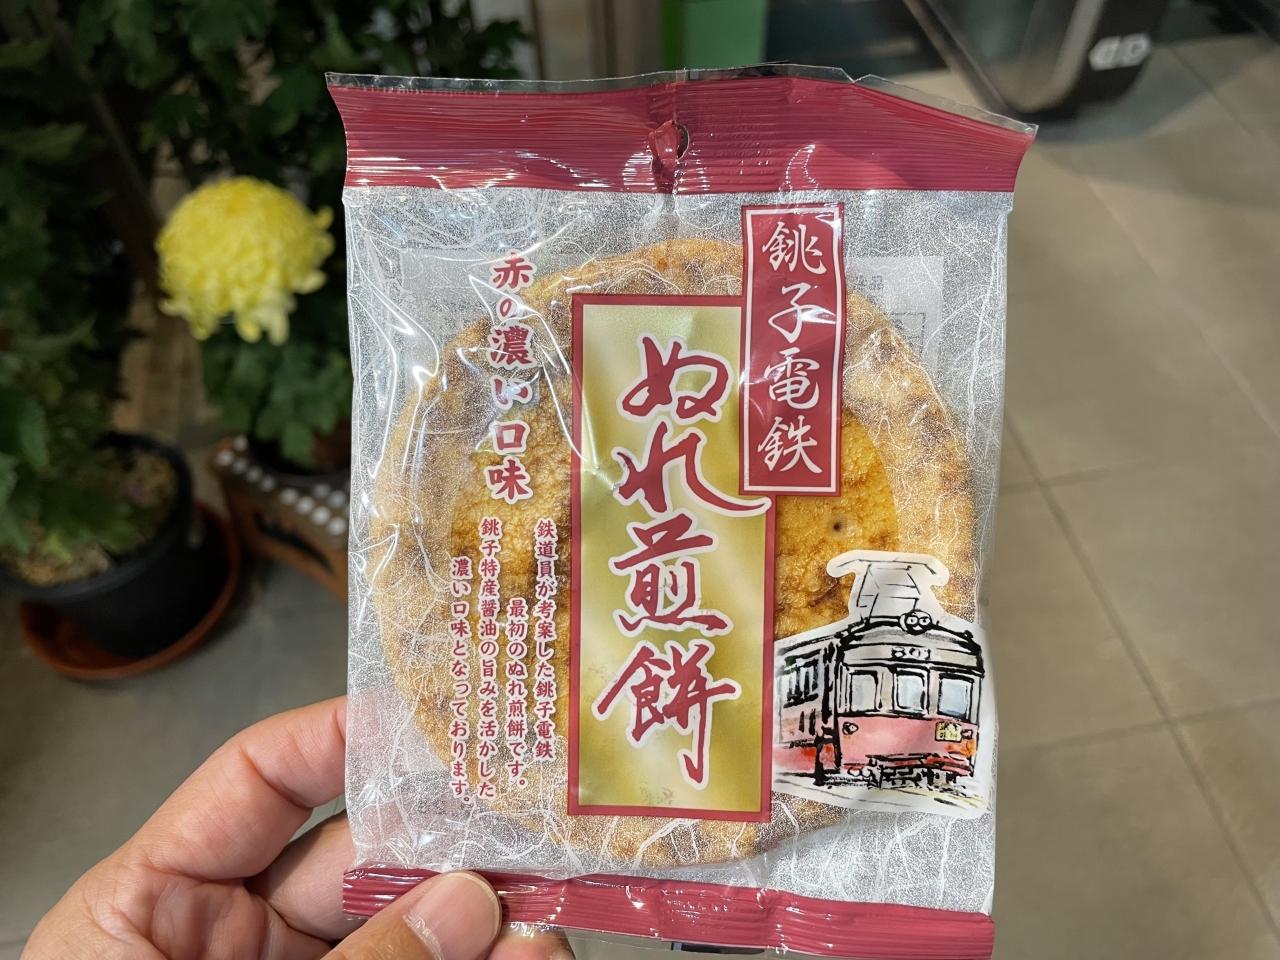 銚子電鉄
ぬれ煎餅
赤の濃い口味
鉄道員が考案した銚子電鉄
最初のぬれ煎餅です。
銚子特産醤油の旨みを活かした
濃い口味となっております。
801